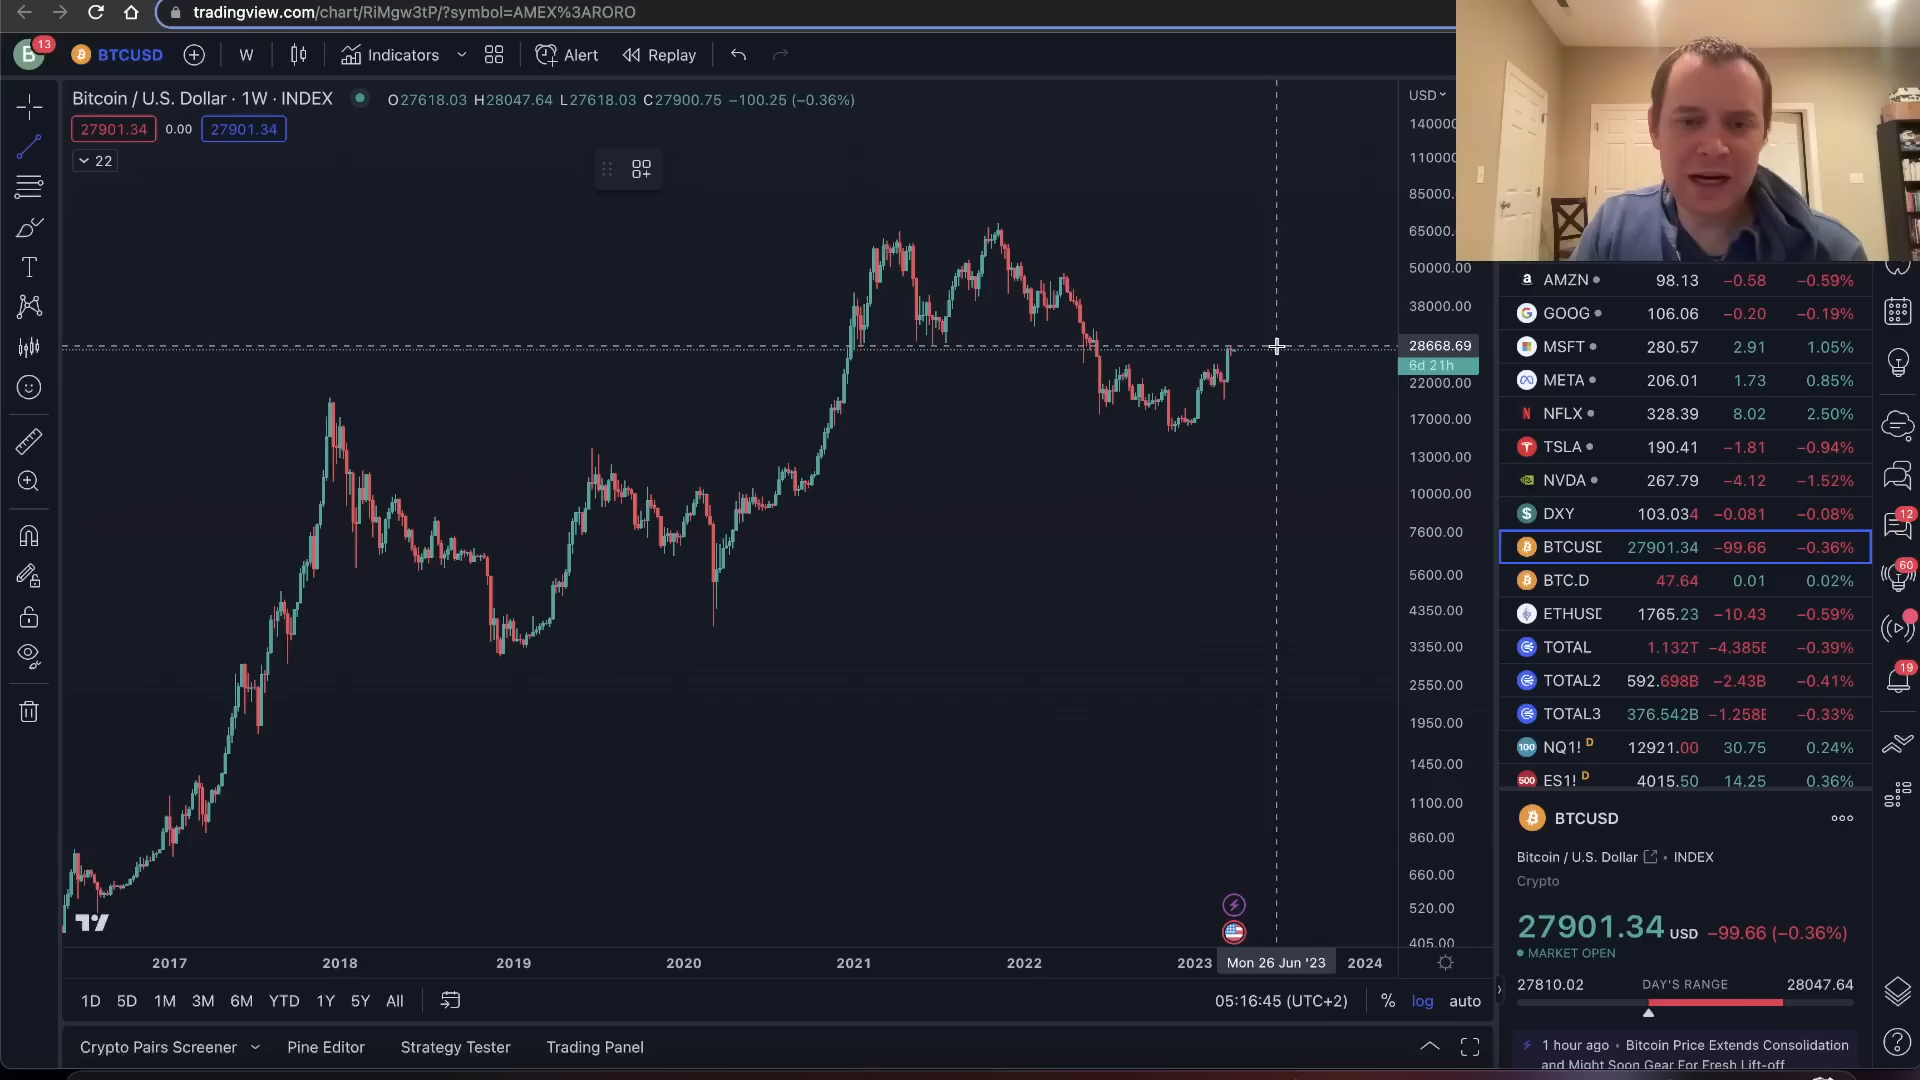 tradingview.com/chart/RiMgw3tP/?symbol=AMEX%3ARORO
B 13 BTCUSD W Indicators Alert Replay
Bitcoin / U.S. Dollar · 1W · INDEX O27618.03 H28047.64 L27618.03 C27900.75 −100.25 (−0.36%)
27901.34 0.00 27901.34
22
USD
140000
110000
85000.
65000.
50000.00
38000.00
28668.69
6d 21h
22000.00
17000.00
13000.00
10000.00
7600.00
5600.00
4350.00
3350.00
2550.00
1950.00
1450.00
1100.00
860.00
660.00
520.00
405.00
AMZN 98.13 −0.58 −0.59%
GOOG 106.06 −0.20 −0.19%
MSFT 280.57 2.91 1.05%
META 206.01 1.73 0.85%
NFLX 328.39 8.02 2.50%
TSLA 190.41 −1.81 −0.94%
NVDA 267.79 −4.12 −1.52%
DXY 103.034 −0.081 −0.08%
BTCUSD 27901.34 −99.66 −0.36%
BTC.D 47.64 0.01 0.02%
ETHUSD 1765.23 −10.43 −0.59%
TOTAL 1.132T −4.385B −0.39%
TOTAL2 592.698B −2.43B −0.41%
TOTAL3 376.542B −1.258B −0.33%
100 NQ1! D 12921.00 30.75 0.24%
500 ES1! D 4015.50 14.25 0.36%
12
60
19
BTCUSD
Bitcoin / U.S. Dollar • INDEX
Crypto
27901.34 USD −99.66 (−0.36%)
MARKET OPEN
27810.02 DAY'S RANGE 28047.64
1 hour ago • Bitcoin Price Extends Consolidation
and Might Soon Gear For Fresh Lift-off
2017 2018 2019 2020 2021 2022 2023 Mon 26 Jun '23 2024
1D 5D 1M 3M 6M YTD 1Y 5Y All 05:16:45 (UTC+2) % log auto
Crypto Pairs Screener Pine Editor Strategy Tester Trading Panel